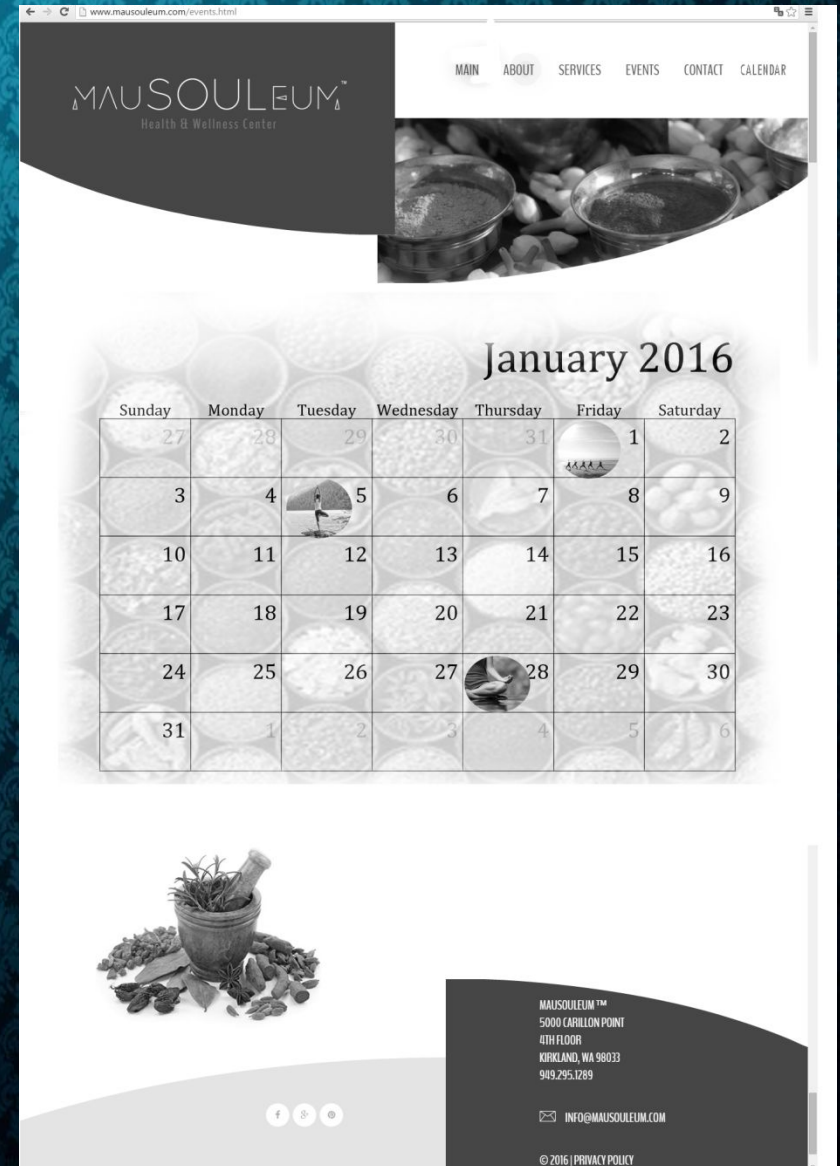 www.mausouleum.com/events.html
MAUSOULEUM™
Health & Wellness Center
MAIN ABOUT SERVICES EVENTS CONTACT CALENDAR
January 2016
Sunday Monday Tuesday Wednesday Thursday Friday Saturday
27 28 29 30 31 1 2
3 4 5 6 7 8 9
10 11 12 13 14 15 16
17 18 19 20 21 22 23
24 25 26 27 28 29 30
31 1 2 3 4 5 6
MAUSOULEUM ™
5000 CARILLON POINT
4TH FLOOR
KIRKLAND, WA 98033
949.295.1289
INFO@MAUSOULEUM.COM
© 2016 | PRIVACY POLICY